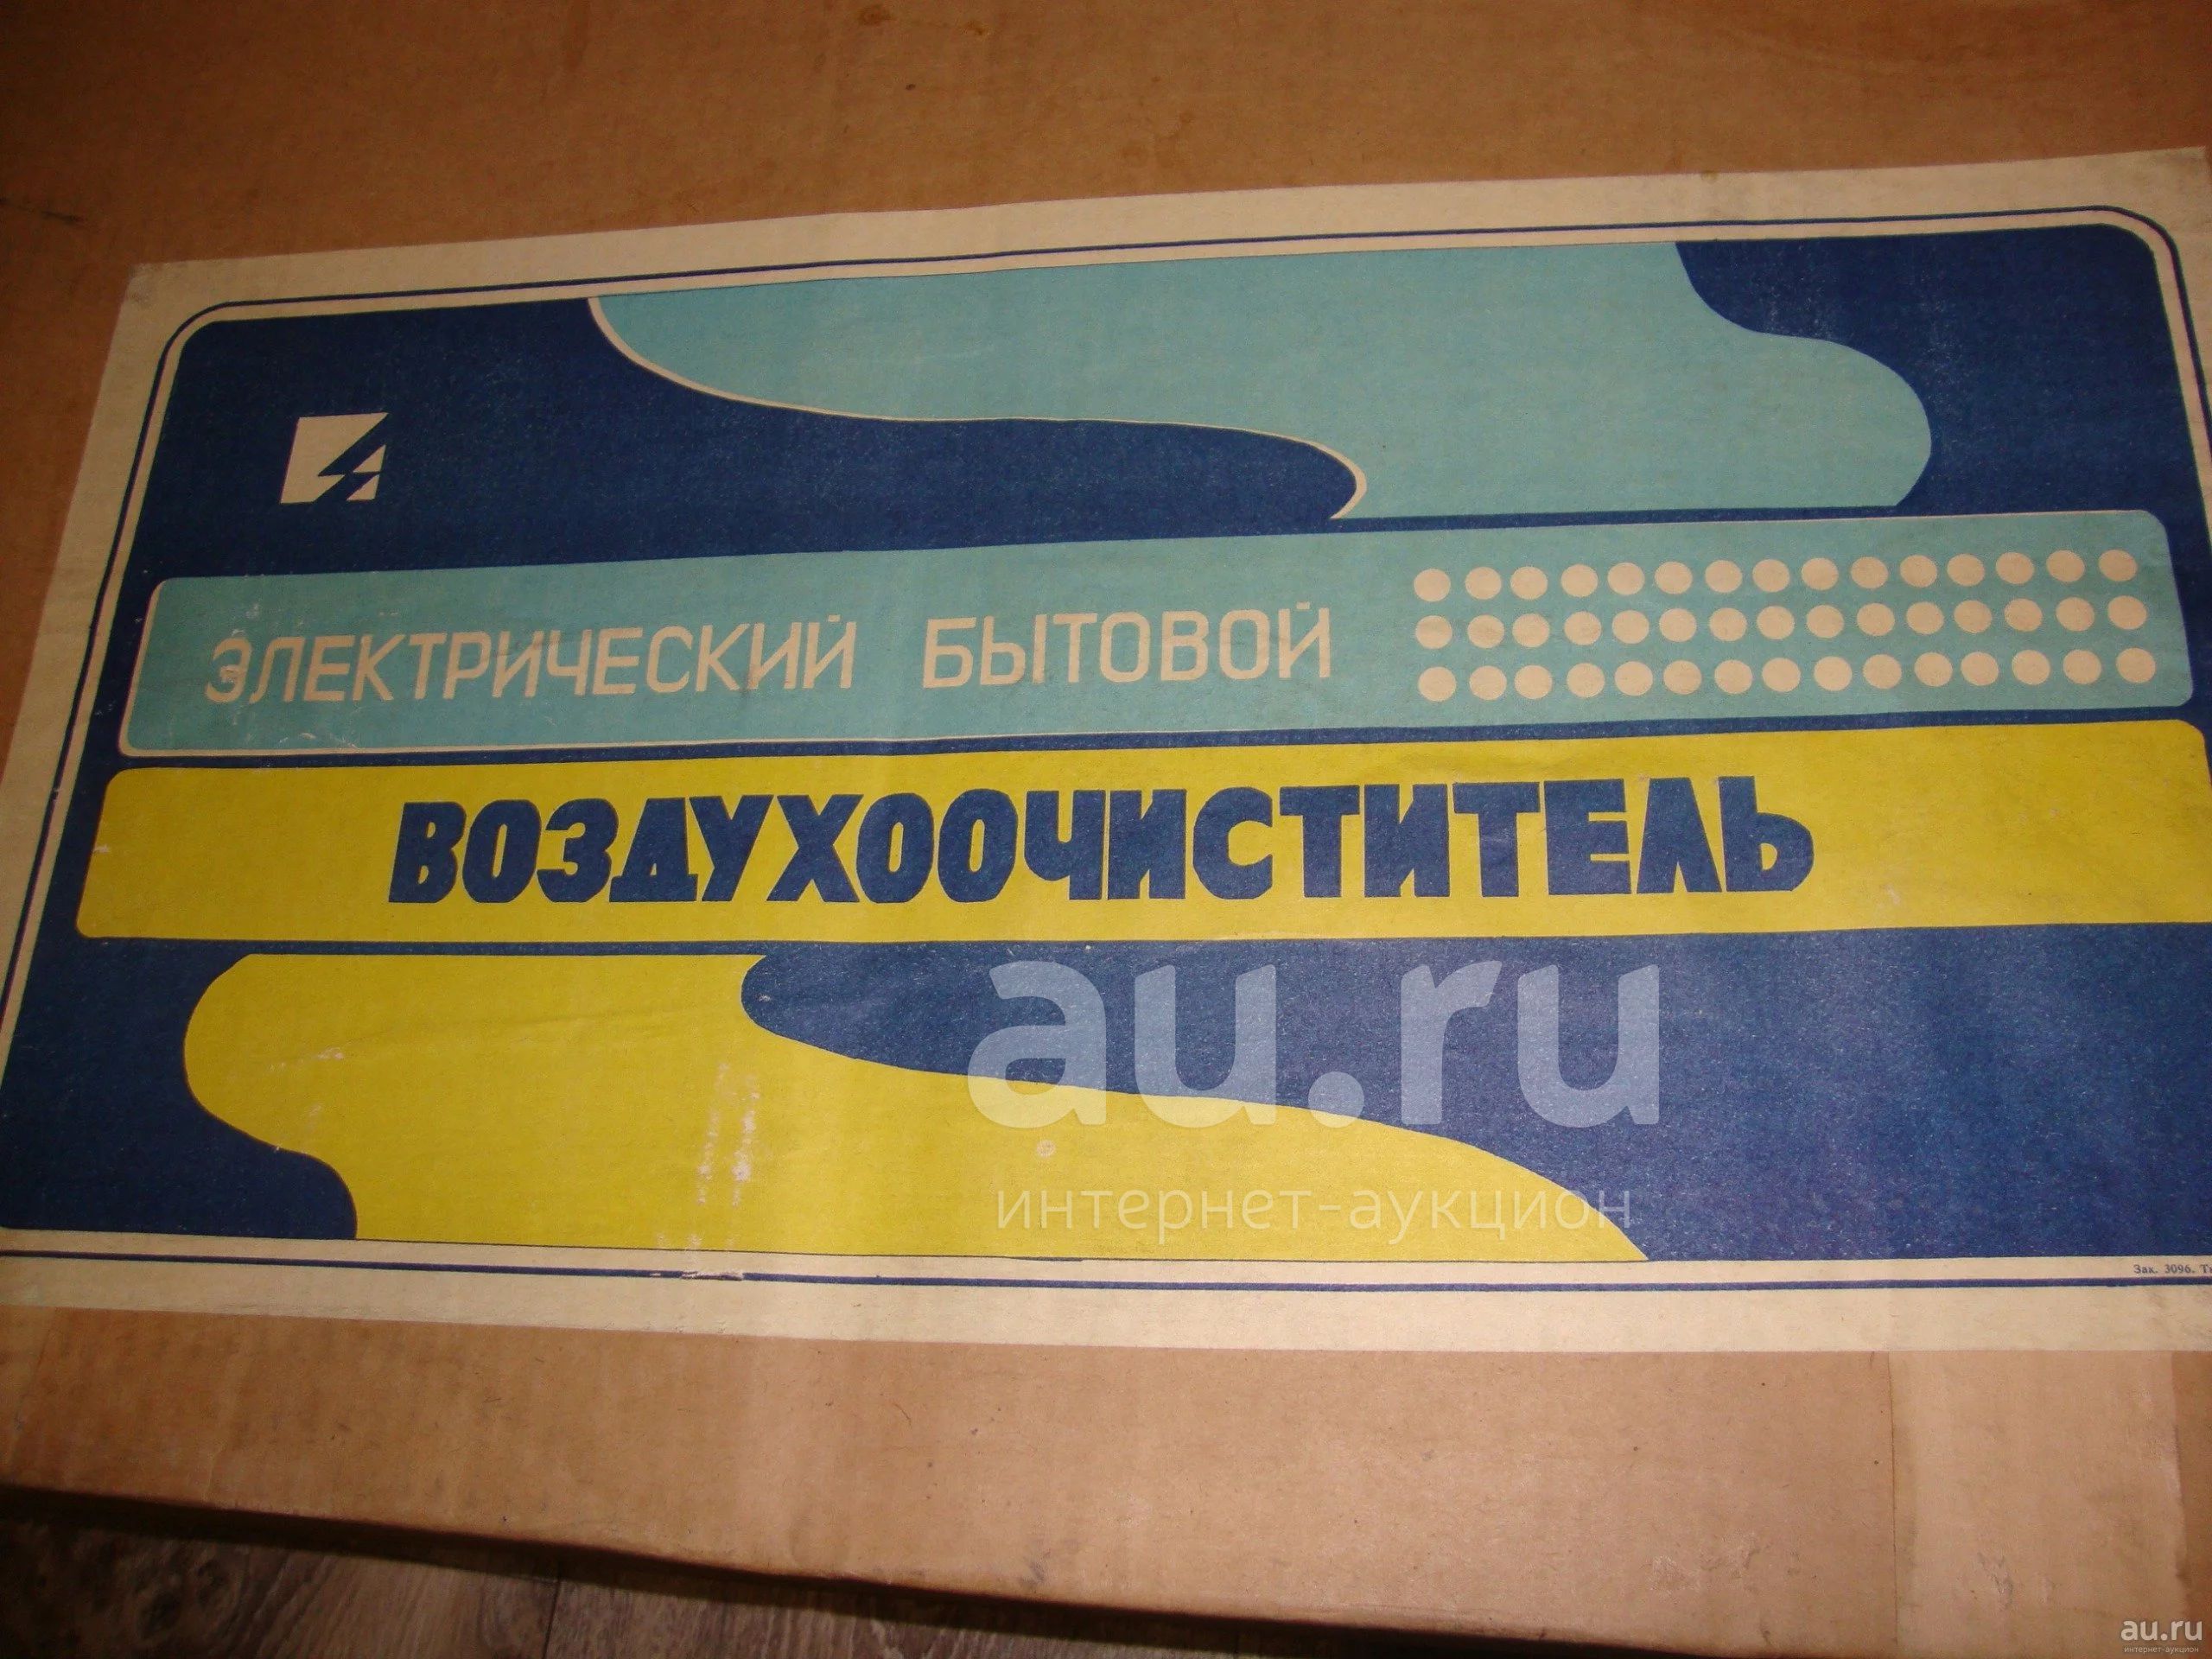 ЭЛЕКТРИЧЕСКИЙ БЫТОВОЙ
ВОЗДУХООЧИСТИТЕЛЬ
au.ru
интернет-аукцион
Зак. 3096.
au.ru
интернет-аукцион